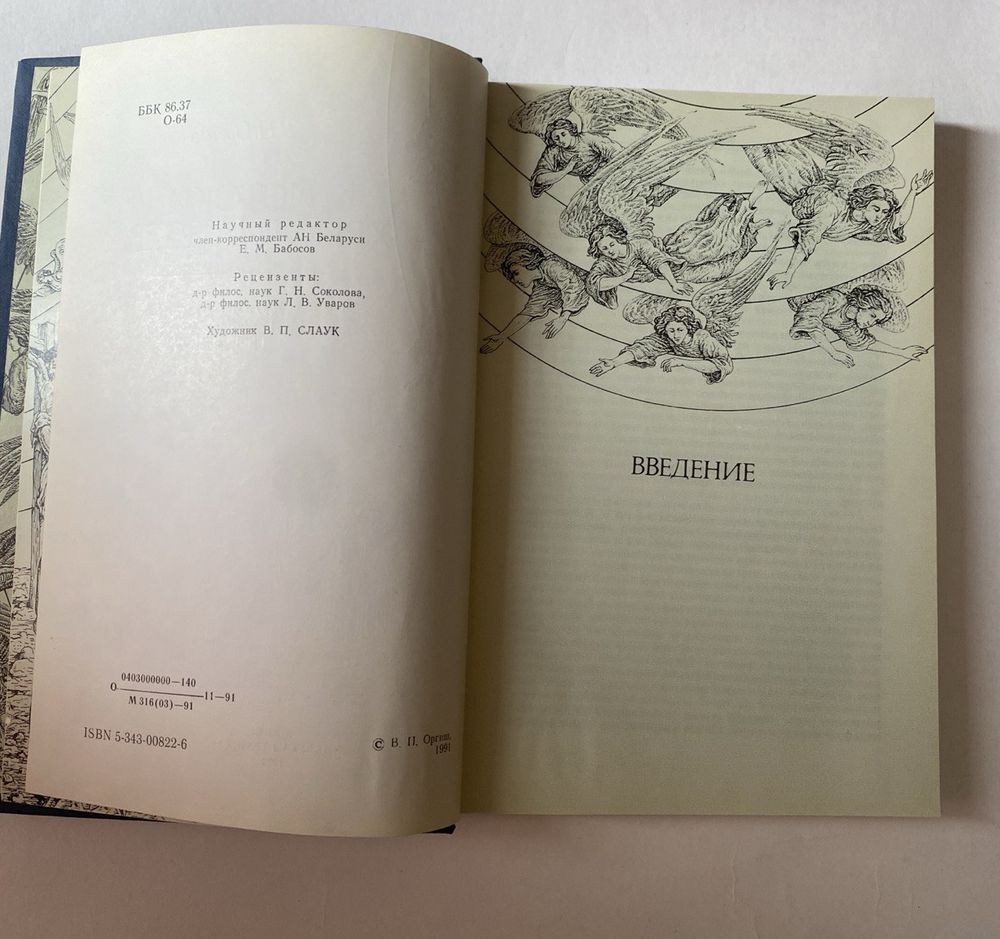 ББК 86.37
О-64
Научный редактор
член-корреспондент АН Беларуси
Е. М. Бабосов
Рецензенты:
д-р филос. наук Г. Н. Соколова,
д-р филос. наук Л. В. Уваров
Художник В. П. СЛАУК
0403000000—140
О 11—91
М 316(03)—91
ISBN 5-343-00822-6
© В. П. Оргиш,
1991
ВВЕДЕНИЕ